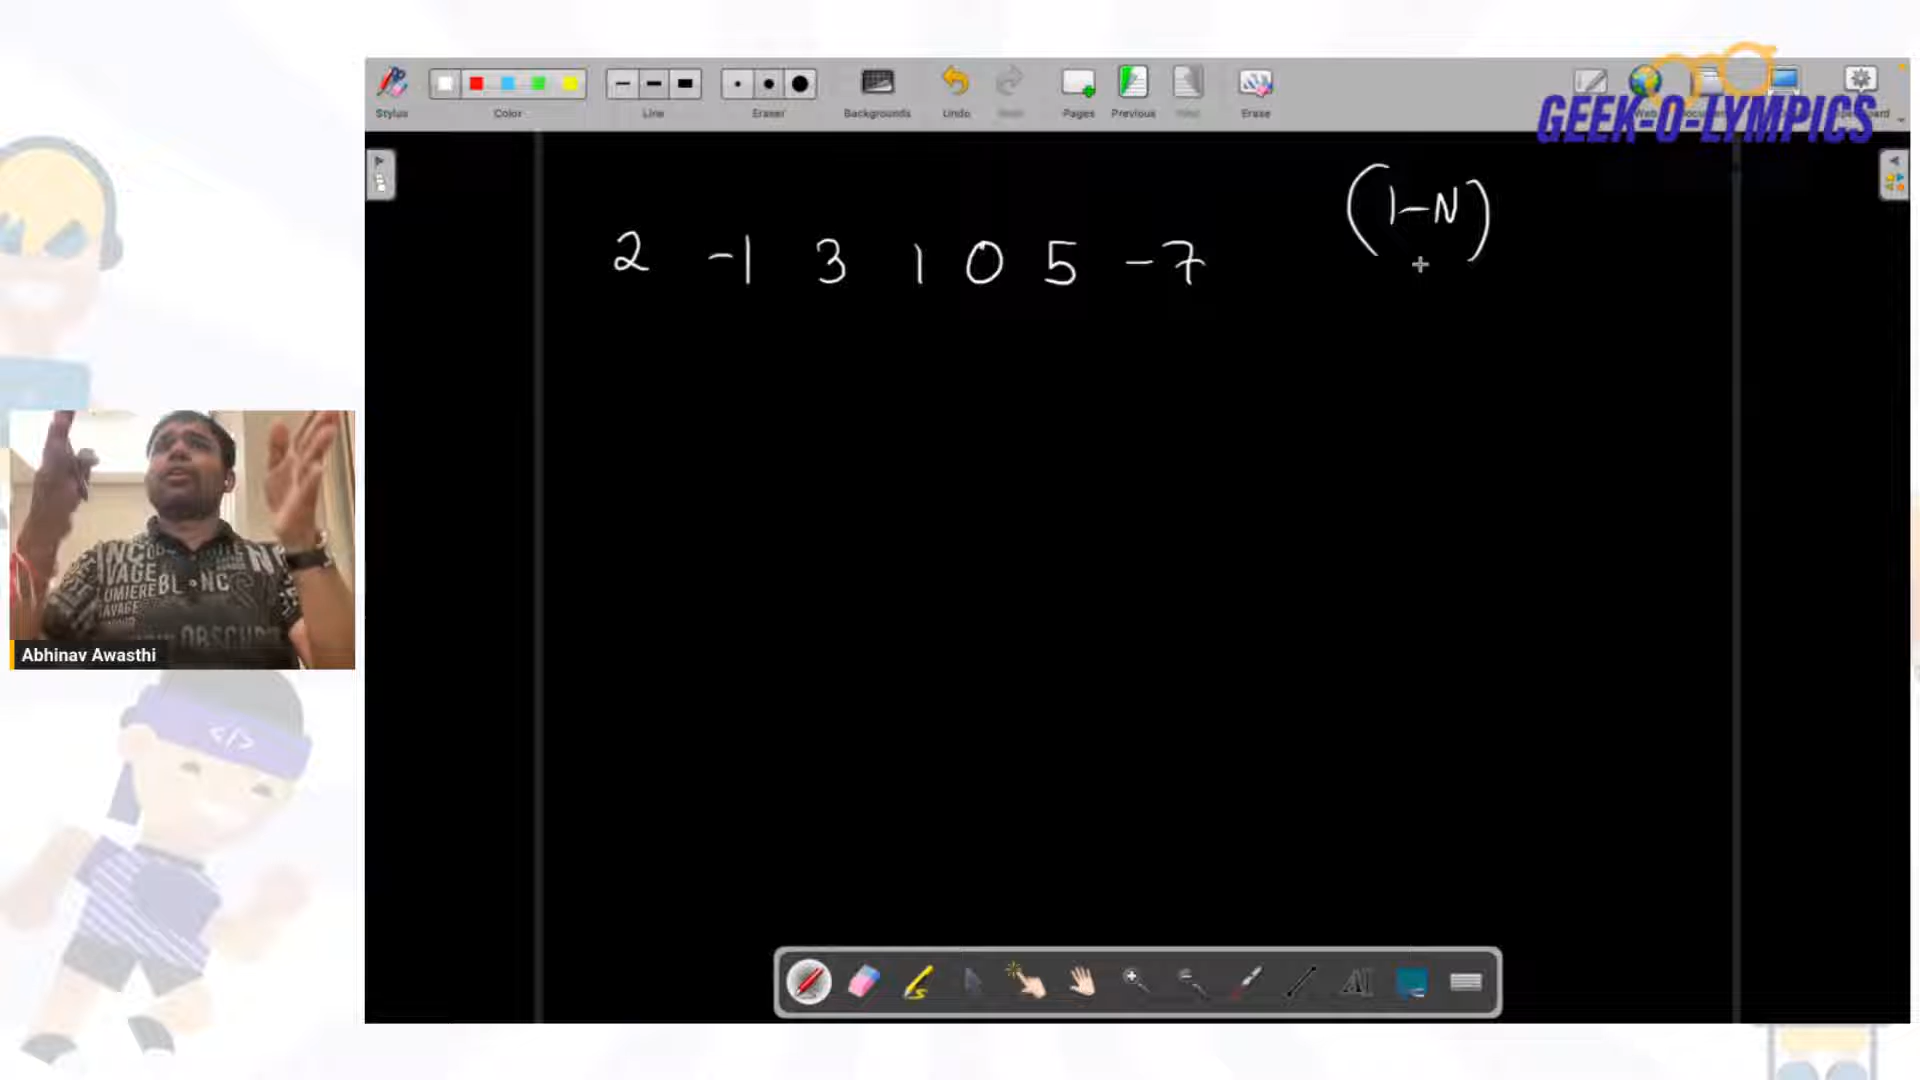 Stylus
Color
Line
Eraser
Backgrounds
Undo
Pages
Previous
Erase
GEEK-O-LYMPICS
(1-N)
2 -1 3 1 0 5 -7
Abhinav Awasthi